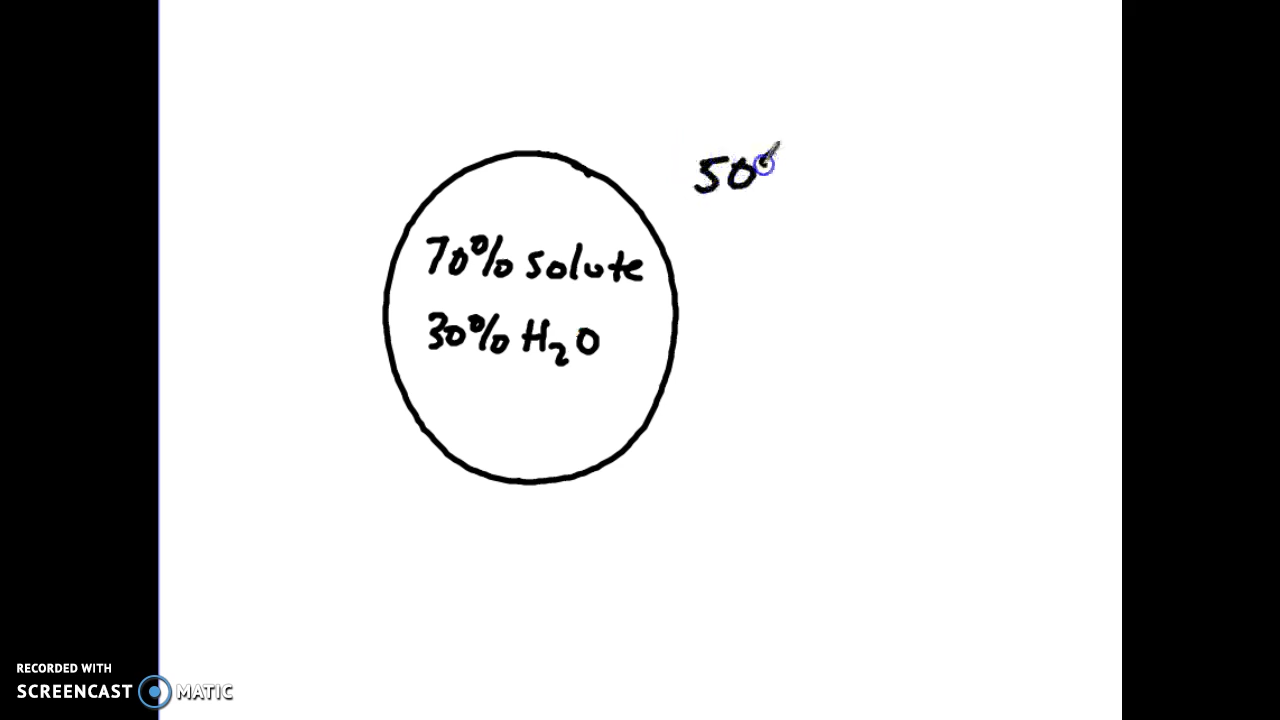 50%
70% solute
30% H₂O
RECORDED WITH
SCREENCAST MATIC